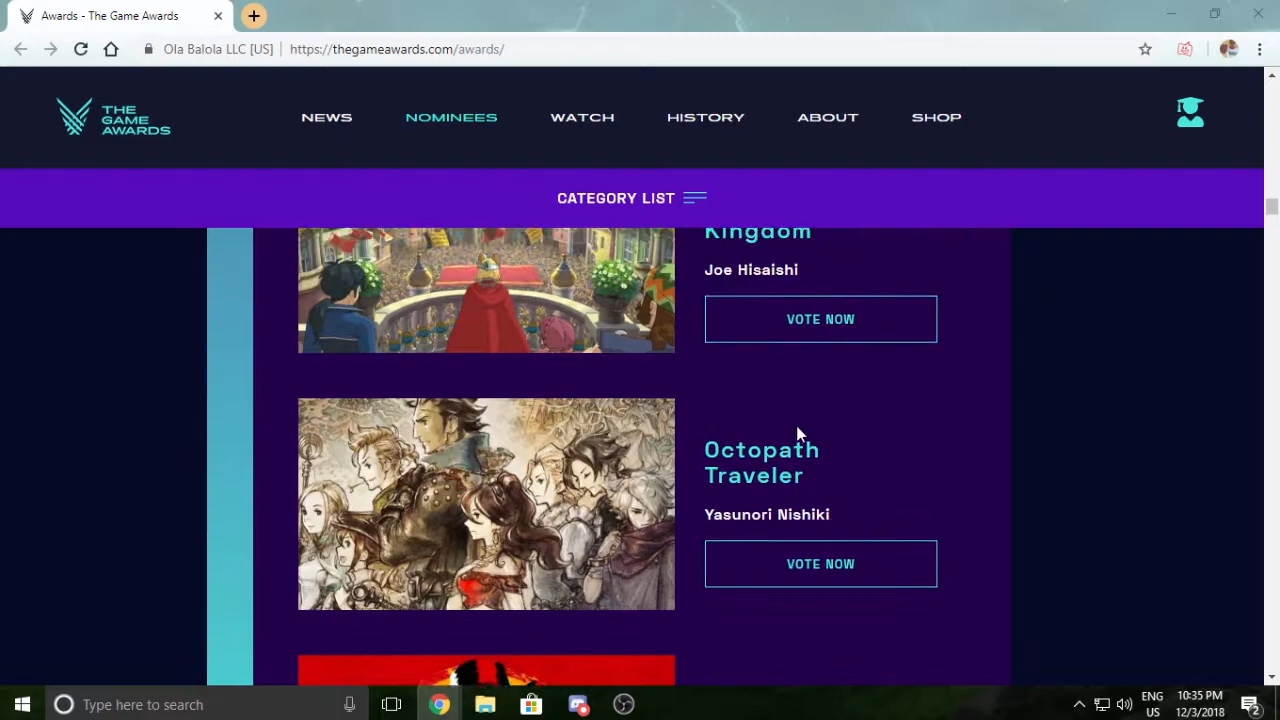 Awards - The Game Awards
Ola Balola LLC [US] https://thegameawards.com/awards/
THE
GAME
AWARDS
NEWS NOMINEES WATCH HISTORY ABOUT SHOP
CATEGORY LIST
Kingdom
Joe Hisaishi
VOTE NOW
Octopath
Traveler
Yasunori Nishiki
VOTE NOW
Type here to search
ENG
US
10:35 PM
12/3/2018
2